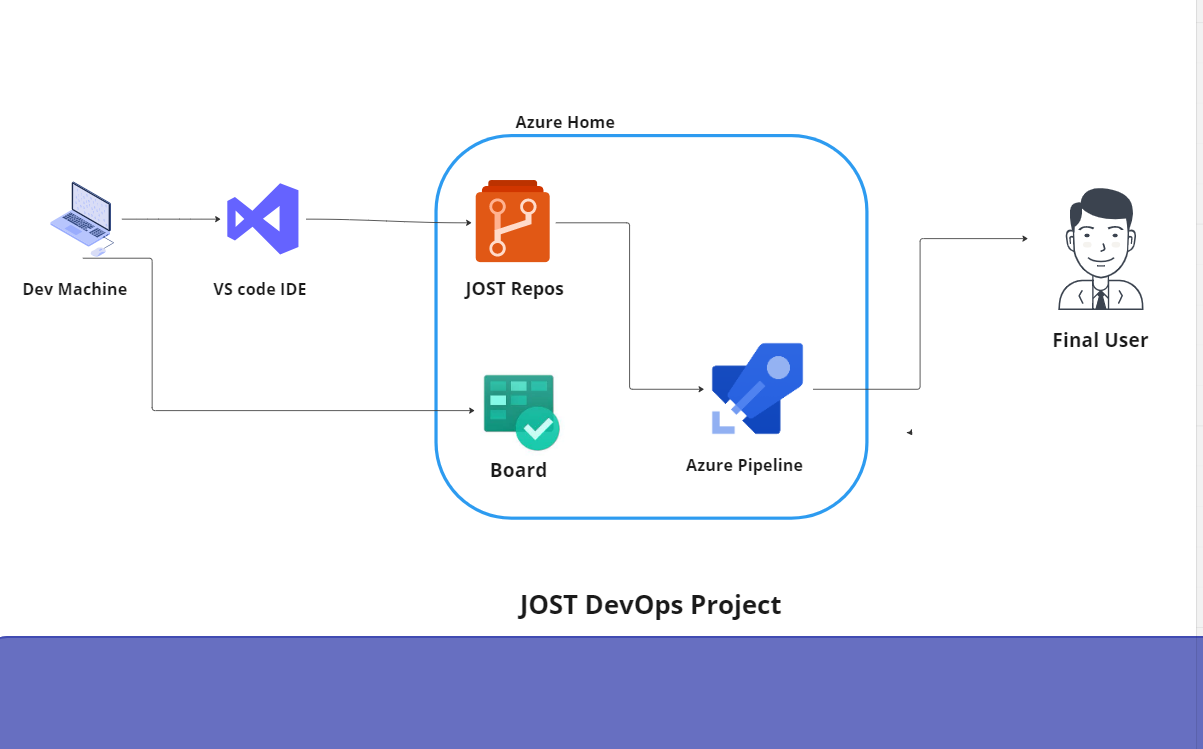 Azure Home
Dev Machine
VS code IDE
JOST Repos
Final User
Board
Azure Pipeline
JOST DevOps Project